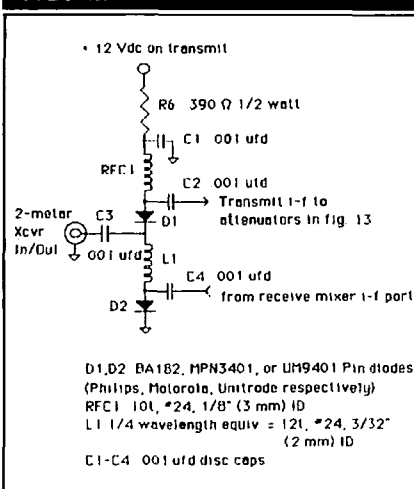 + 12 Vdc on transmit
R6 390 Ω 1/2 watt
C1 .001 ufd
RFC1
C2 .001 ufd
Transmit i-f to
attenuators in fig. 13
2-meter
Xcvr
In/Out
C3
.001 ufd
D1
L1
C4 .001 ufd
from receive mixer i-f port
D2
D1,D2 BA182, MPN3401, or UM9401 Pin diodes
(Philips, Motorola, Unitrode respectively)
RFC1 10t, #24, 1/8" (3 mm) ID
L1 1/4 wavelength equiv = 12t, #24, 3/32"
(2 mm) ID
C1-C4 .001 ufd disc caps